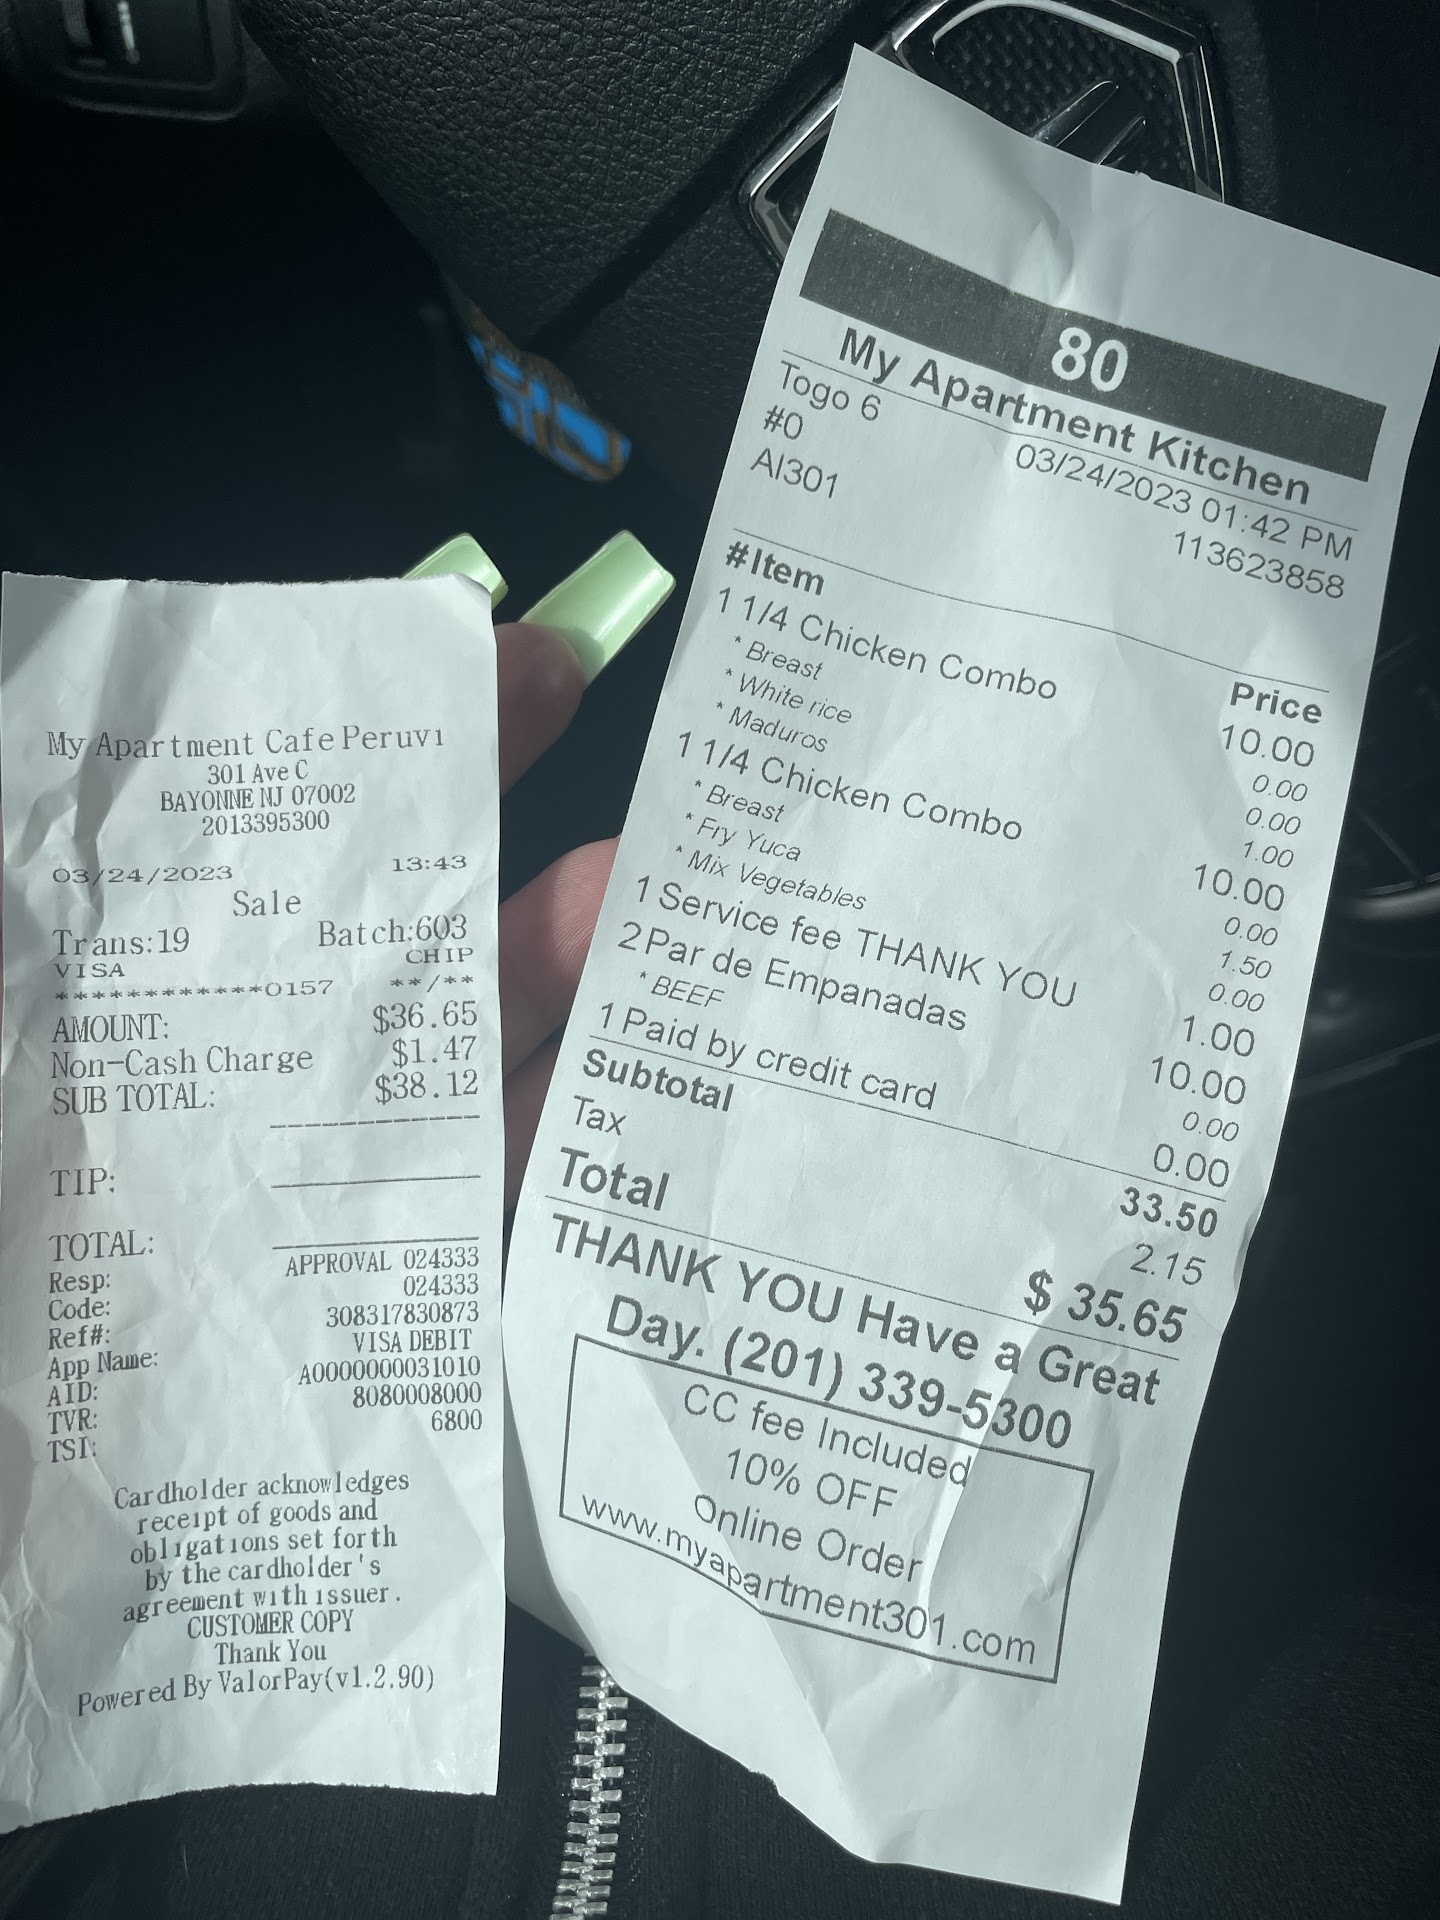 My Apartment Cafe Peruvi
301 Ave C
BAYONNE NJ 07002
2013395300
03/24/2023 13:43
Sale
Trans:19 Batch:603
VISA CHIP
************0157 **/**
AMOUNT: $36.65
Non-Cash Charge $1.47
SUB TOTAL: $38.12
TIP:
TOTAL:
Resp: APPROVAL 024333
Code: 024333
Ref#: 308317830873
App Name: VISA DEBIT
AID: A0000000031010
TVR: 8080008000
TSI: 6800
Cardholder acknowledges
receipt of goods and
obligations set forth
by the cardholder's
agreement with issuer.
CUSTOMER COPY
Thank You
Powered By ValorPay(v1.2.90)
80
My Apartment Kitchen
Togo 6 03/24/2023 01:42 PM
#0 113623858
AI301
#Item Price
1 1/4 Chicken Combo 10.00
* Breast 0.00
* White rice 0.00
* Maduros 1.00
1 1/4 Chicken Combo 10.00
* Breast 0.00
* Fry Yuca 1.50
* Mix Vegetables 0.00
1 Service fee THANK YOU 1.00
2 Par de Empanadas 10.00
* BEEF 0.00
1 Paid by credit card 0.00
Subtotal 33.50
Tax 2.15
Total $ 35.65
THANK YOU Have a Great
Day. (201) 339-5300
CC fee Included
10% OFF
Online Order
www.myapartment301.com